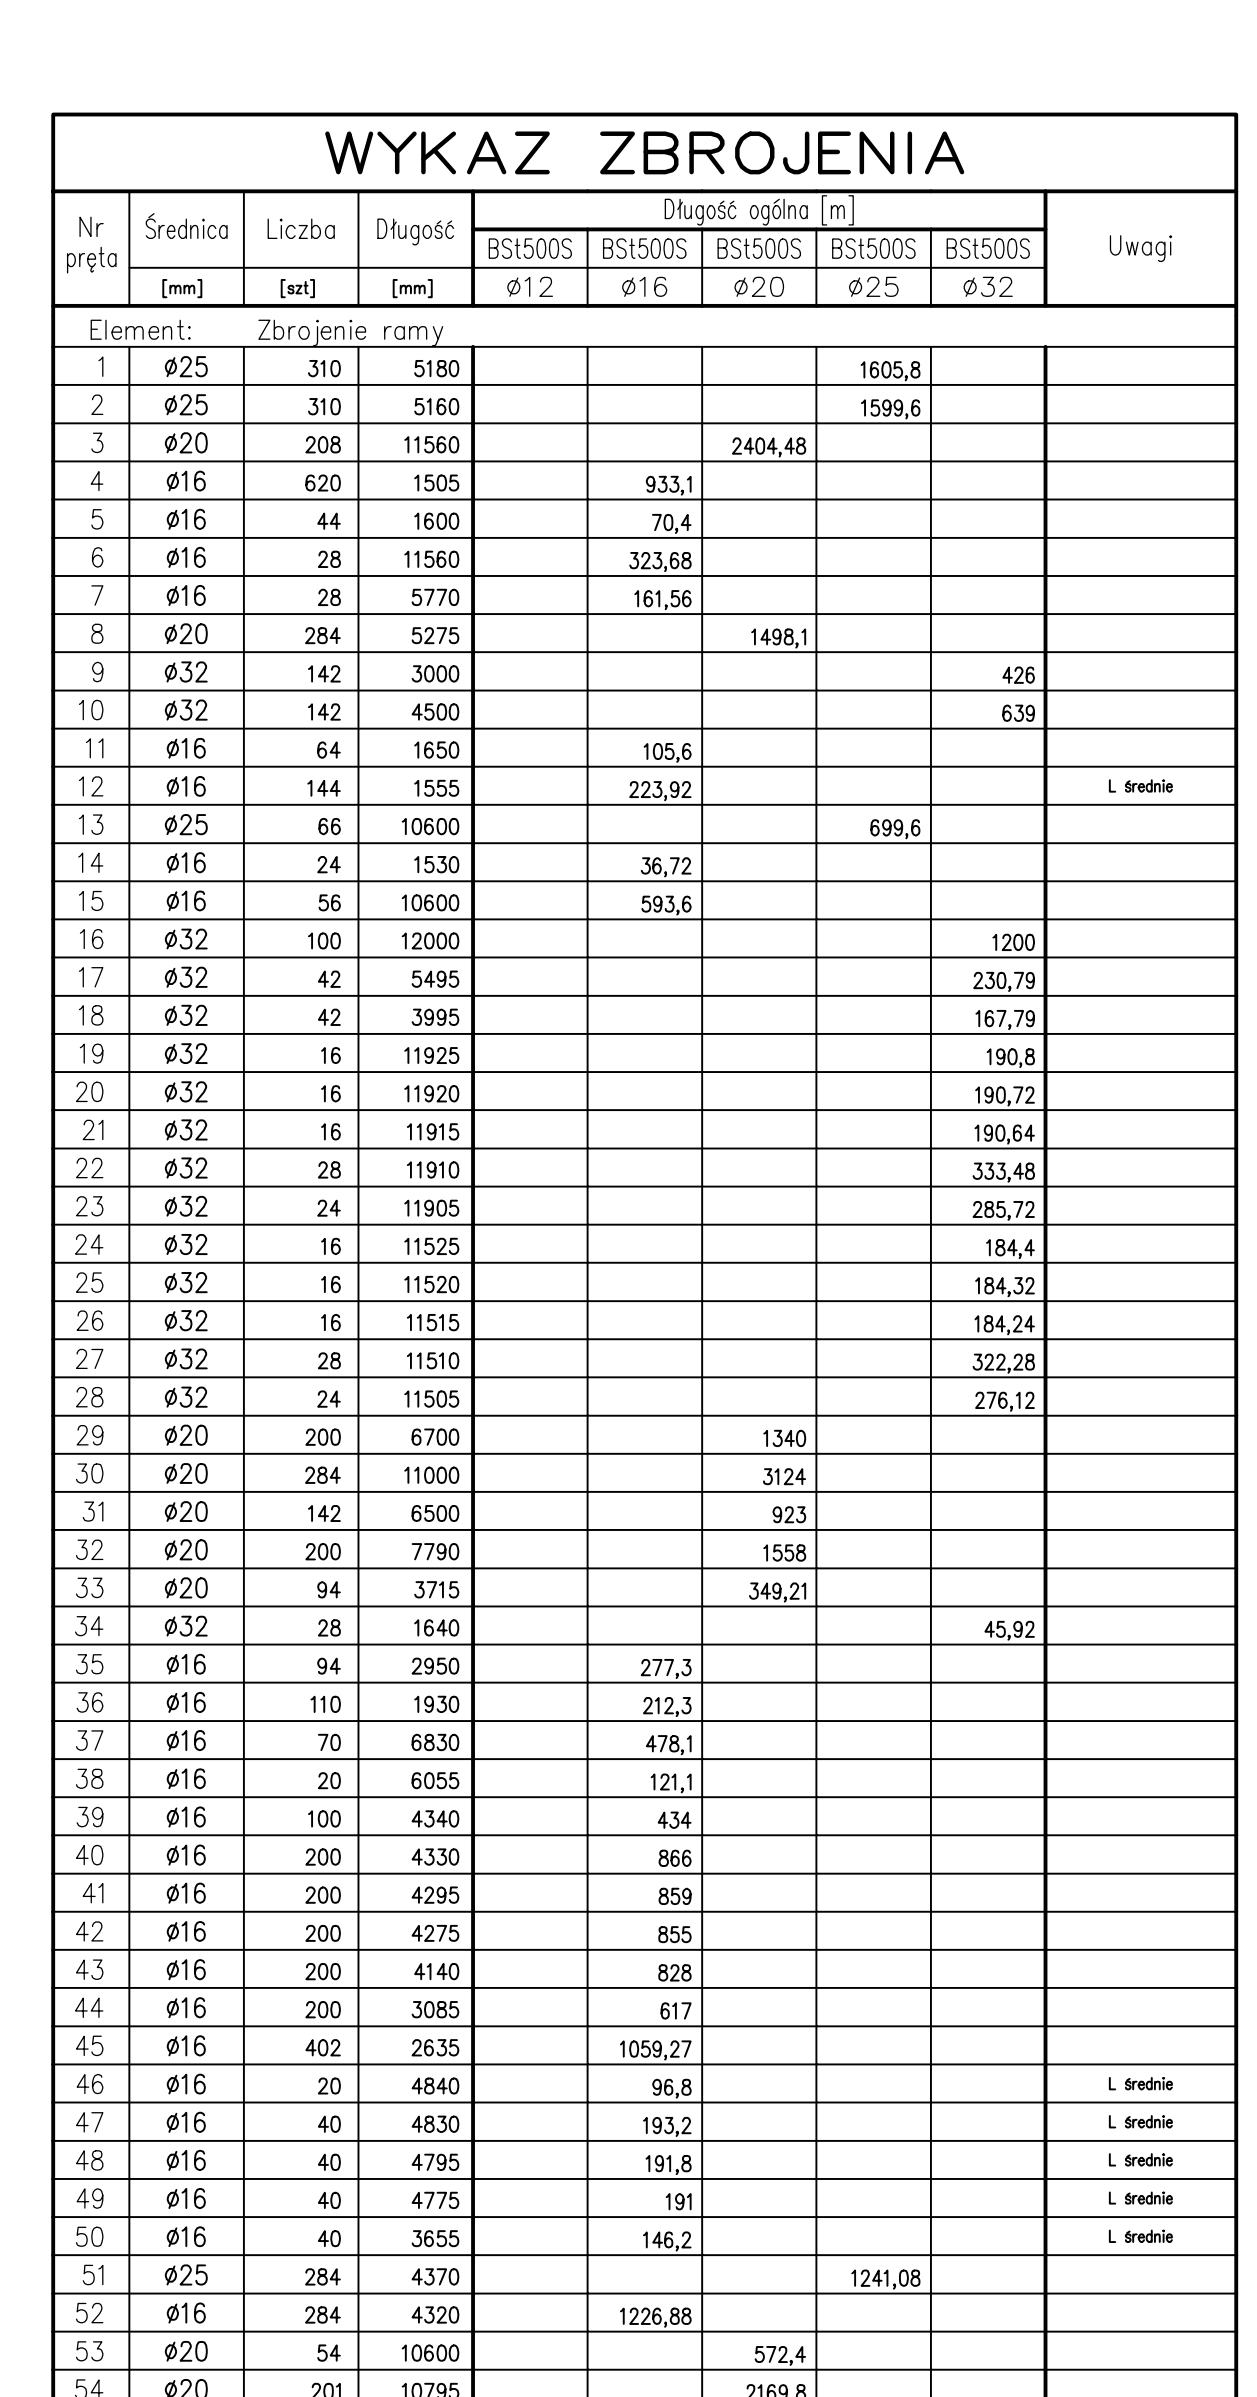 WYKAZ ZBROJENIA
Nr pręta Średnica Liczba Długość Długość ogólna [m] Uwagi
BSt500S BSt500S BSt500S BSt500S BSt500S
[mm] [szt] [mm] ø12 ø16 ø20 ø25 ø32
Element: Zbrojenie ramy
1 ø25 310 5180 1605,8
2 ø25 310 5160 1599,6
3 ø20 208 11560 2404,48
4 ø16 620 1505 933,1
5 ø16 44 1600 70,4
6 ø16 28 11560 323,68
7 ø16 28 5770 161,56
8 ø20 284 5275 1498,1
9 ø32 142 3000 426
10 ø32 142 4500 639
11 ø16 64 1650 105,6
12 ø16 144 1555 223,92 L średnie
13 ø25 66 10600 699,6
14 ø16 24 1530 36,72
15 ø16 56 10600 593,6
16 ø32 100 12000 1200
17 ø32 42 5495 230,79
18 ø32 42 3995 167,79
19 ø32 16 11925 190,8
20 ø32 16 11920 190,72
21 ø32 16 11915 190,64
22 ø32 28 11910 333,48
23 ø32 24 11905 285,72
24 ø32 16 11525 184,4
25 ø32 16 11520 184,32
26 ø32 16 11515 184,24
27 ø32 28 11510 322,28
28 ø32 24 11505 276,12
29 ø20 200 6700 1340
30 ø20 284 11000 3124
31 ø20 142 6500 923
32 ø20 200 7790 1558
33 ø20 94 3715 349,21
34 ø32 28 1640 45,92
35 ø16 94 2950 277,3
36 ø16 110 1930 212,3
37 ø16 70 6830 478,1
38 ø16 20 6055 121,1
39 ø16 100 4340 434
40 ø16 200 4330 866
41 ø16 200 4295 859
42 ø16 200 4275 855
43 ø16 200 4140 828
44 ø16 200 3085 617
45 ø16 402 2635 1059,27
46 ø16 20 4840 96,8 L średnie
47 ø16 40 4830 193,2 L średnie
48 ø16 40 4795 191,8 L średnie
49 ø16 40 4775 191 L średnie
50 ø16 40 3655 146,2 L średnie
51 ø25 284 4370 1241,08
52 ø16 284 4320 1226,88
53 ø20 54 10600 572,4
54 ø20 201 10795 2169,8